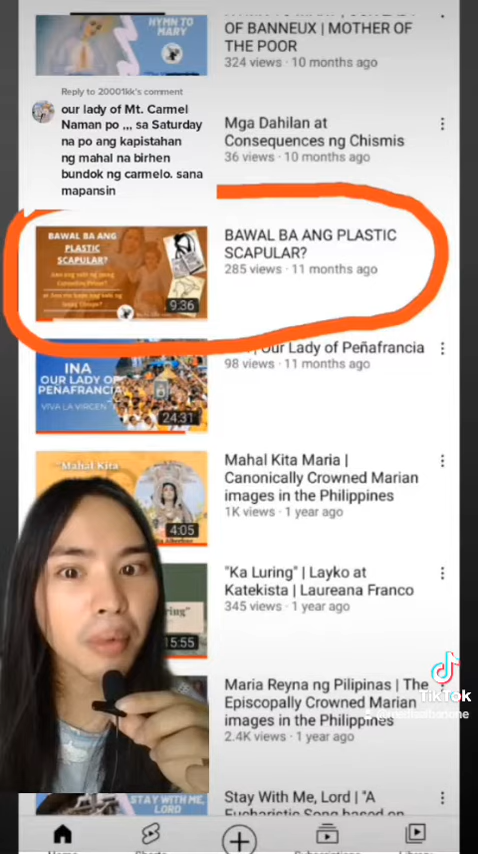 HYMN TO
MARY
OF BANNEUX | MOTHER OF
THE POOR
324 views · 10 months ago
Reply to 20001kk's comment
our lady of Mt. Carmel
Naman po ,,, sa Saturday
na po ang kapistahan
ng mahal na birhen
bundok ng carmelo. sana
mapansin
Mga Dahilan at
Consequences ng Chismis
36 views · 10 months ago
BAWAL BA ANG
PLASTIC
SCAPULAR?
9:36
BAWAL BA ANG PLASTIC
SCAPULAR?
285 views · 11 months ago
INA
OUR LADY OF
PEÑAFRANCIA
VIVA LA VIRGEN
24:31
Our Lady of Peñafrancia
98 views · 11 months ago
Mahal Kita
4:05
Mahal Kita Maria |
Canonically Crowned Marian
images in the Philippines
1K views · 1 year ago
15:55
"Ka Luring" | Layko at
Katekista | Laureana Franco
345 views · 1 year ago
Maria Reyna ng Pilipinas | The
Episcopally Crowned Marian
images in the Philippines
2.4K views · 1 year ago
TikTok
STAY WITH ME,
LORD
Stay With Me, Lord | "A
Eucharistic Song based on